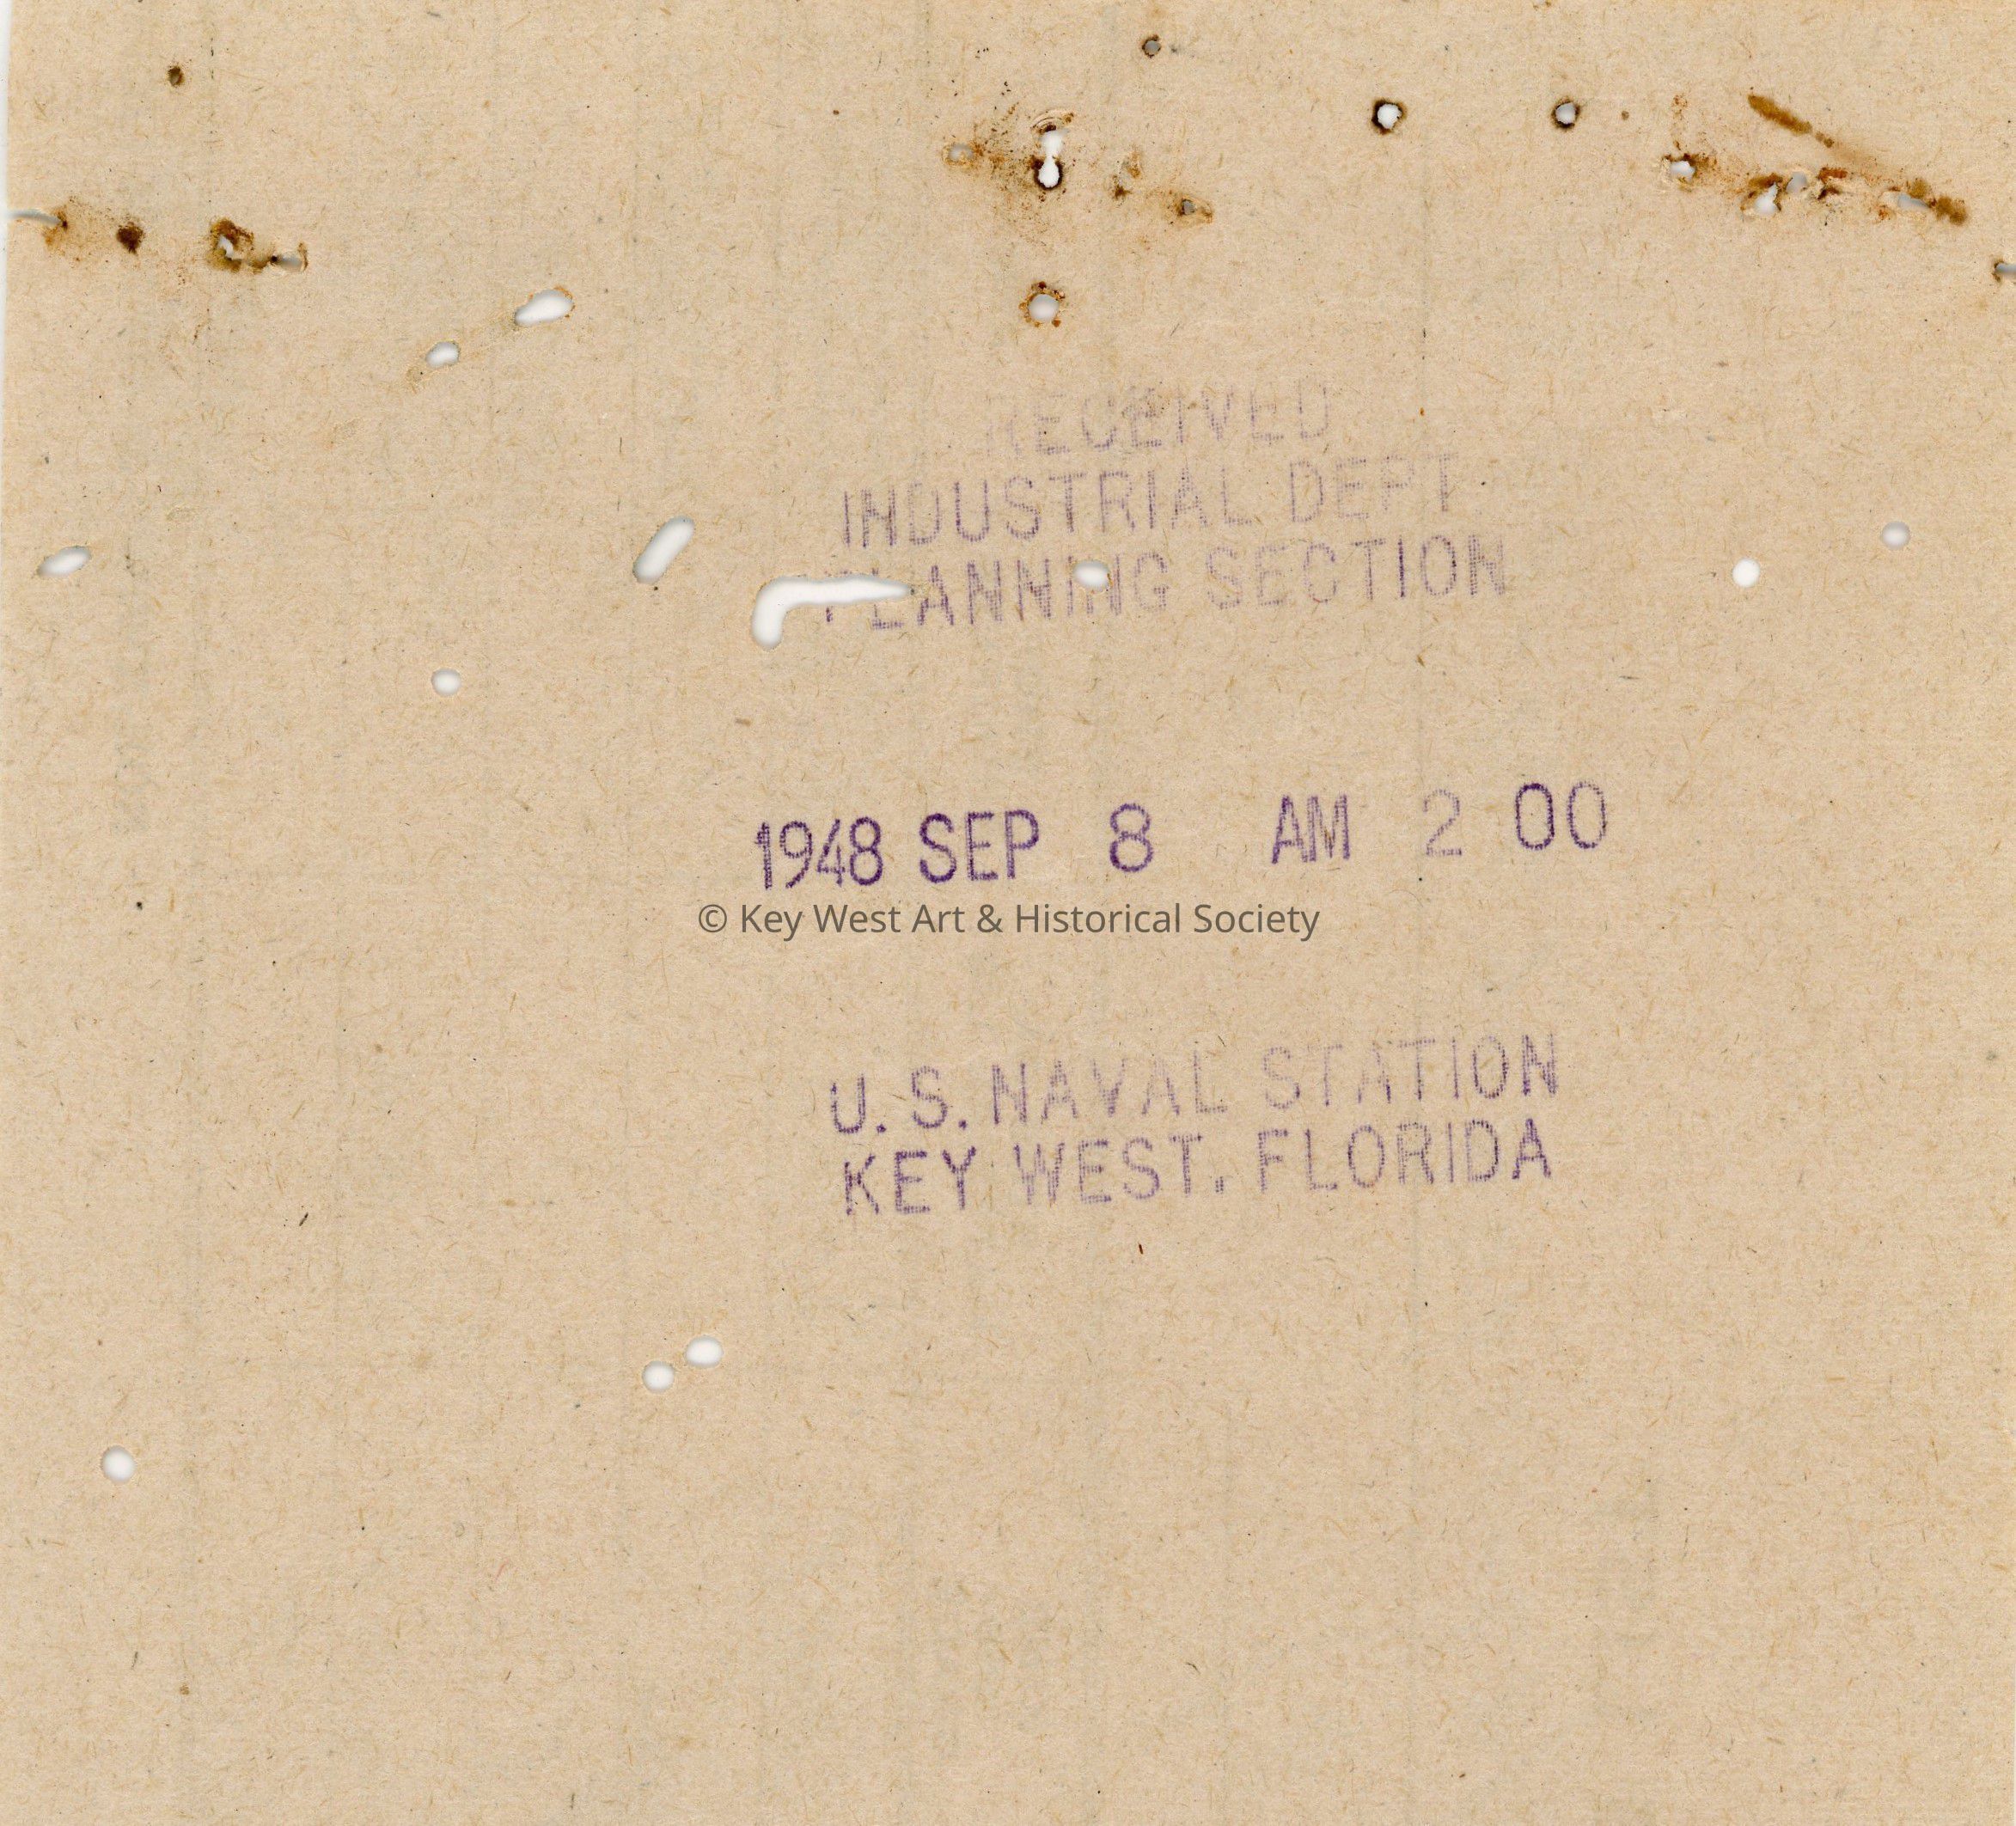 RECEIVED
INDUSTRIAL DEPT.
PLANNING SECTION
1948 SEP 8 AM 2 00
© Key West Art & Historical Society
U. S. NAVAL STATION
KEY WEST. FLORIDA